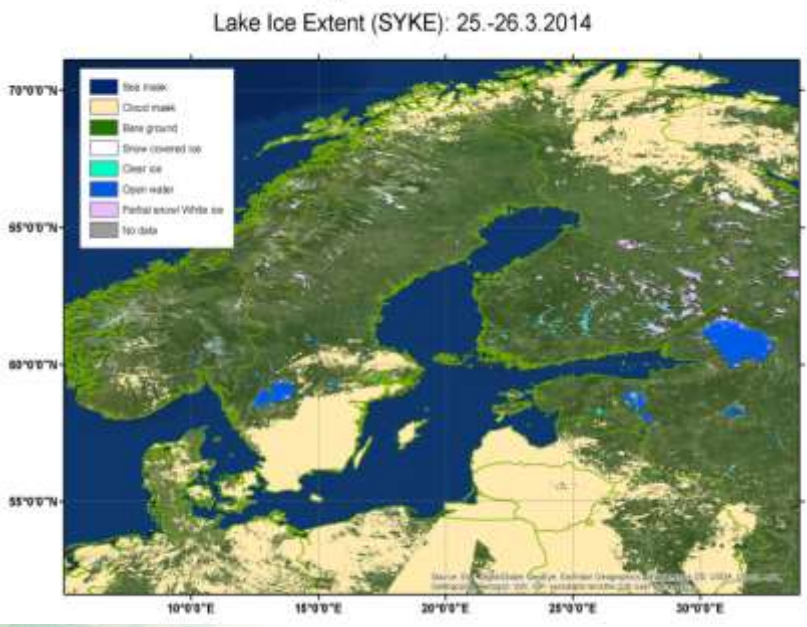 Lake Ice Extent (SYKE): 25.-26.3.2014
Sea mask
Cloud mask
Bare ground
Snow covered ice
Clear ice
Open water
Partial snow/ White ice
No data
70°0'0"N
65°0'0"N
60°0'0"N
55°0'0"N
10°0'0"E 15°0'0"E 20°0'0"E 25°0'0"E 30°0'0"E